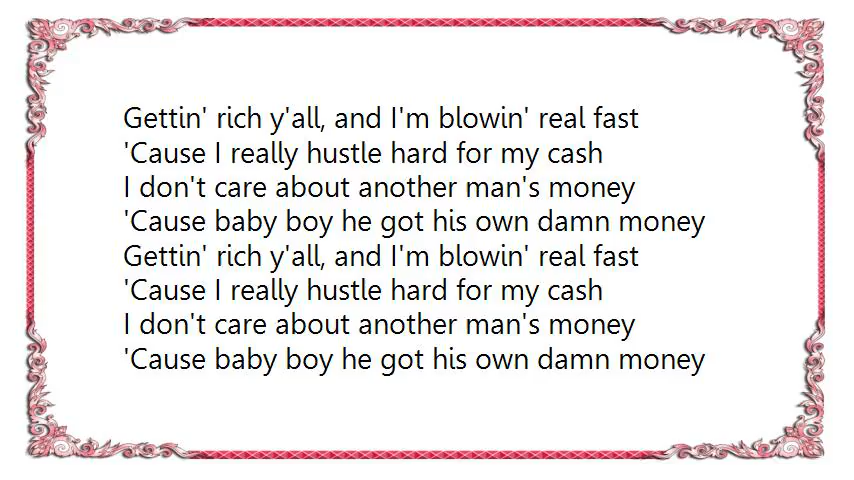 Gettin' rich y'all, and I'm blowin' real fast
'Cause I really hustle hard for my cash
I don't care about another man's money
'Cause baby boy he got his own damn money
Gettin' rich y'all, and I'm blowin' real fast
'Cause I really hustle hard for my cash
I don't care about another man's money
'Cause baby boy he got his own damn money